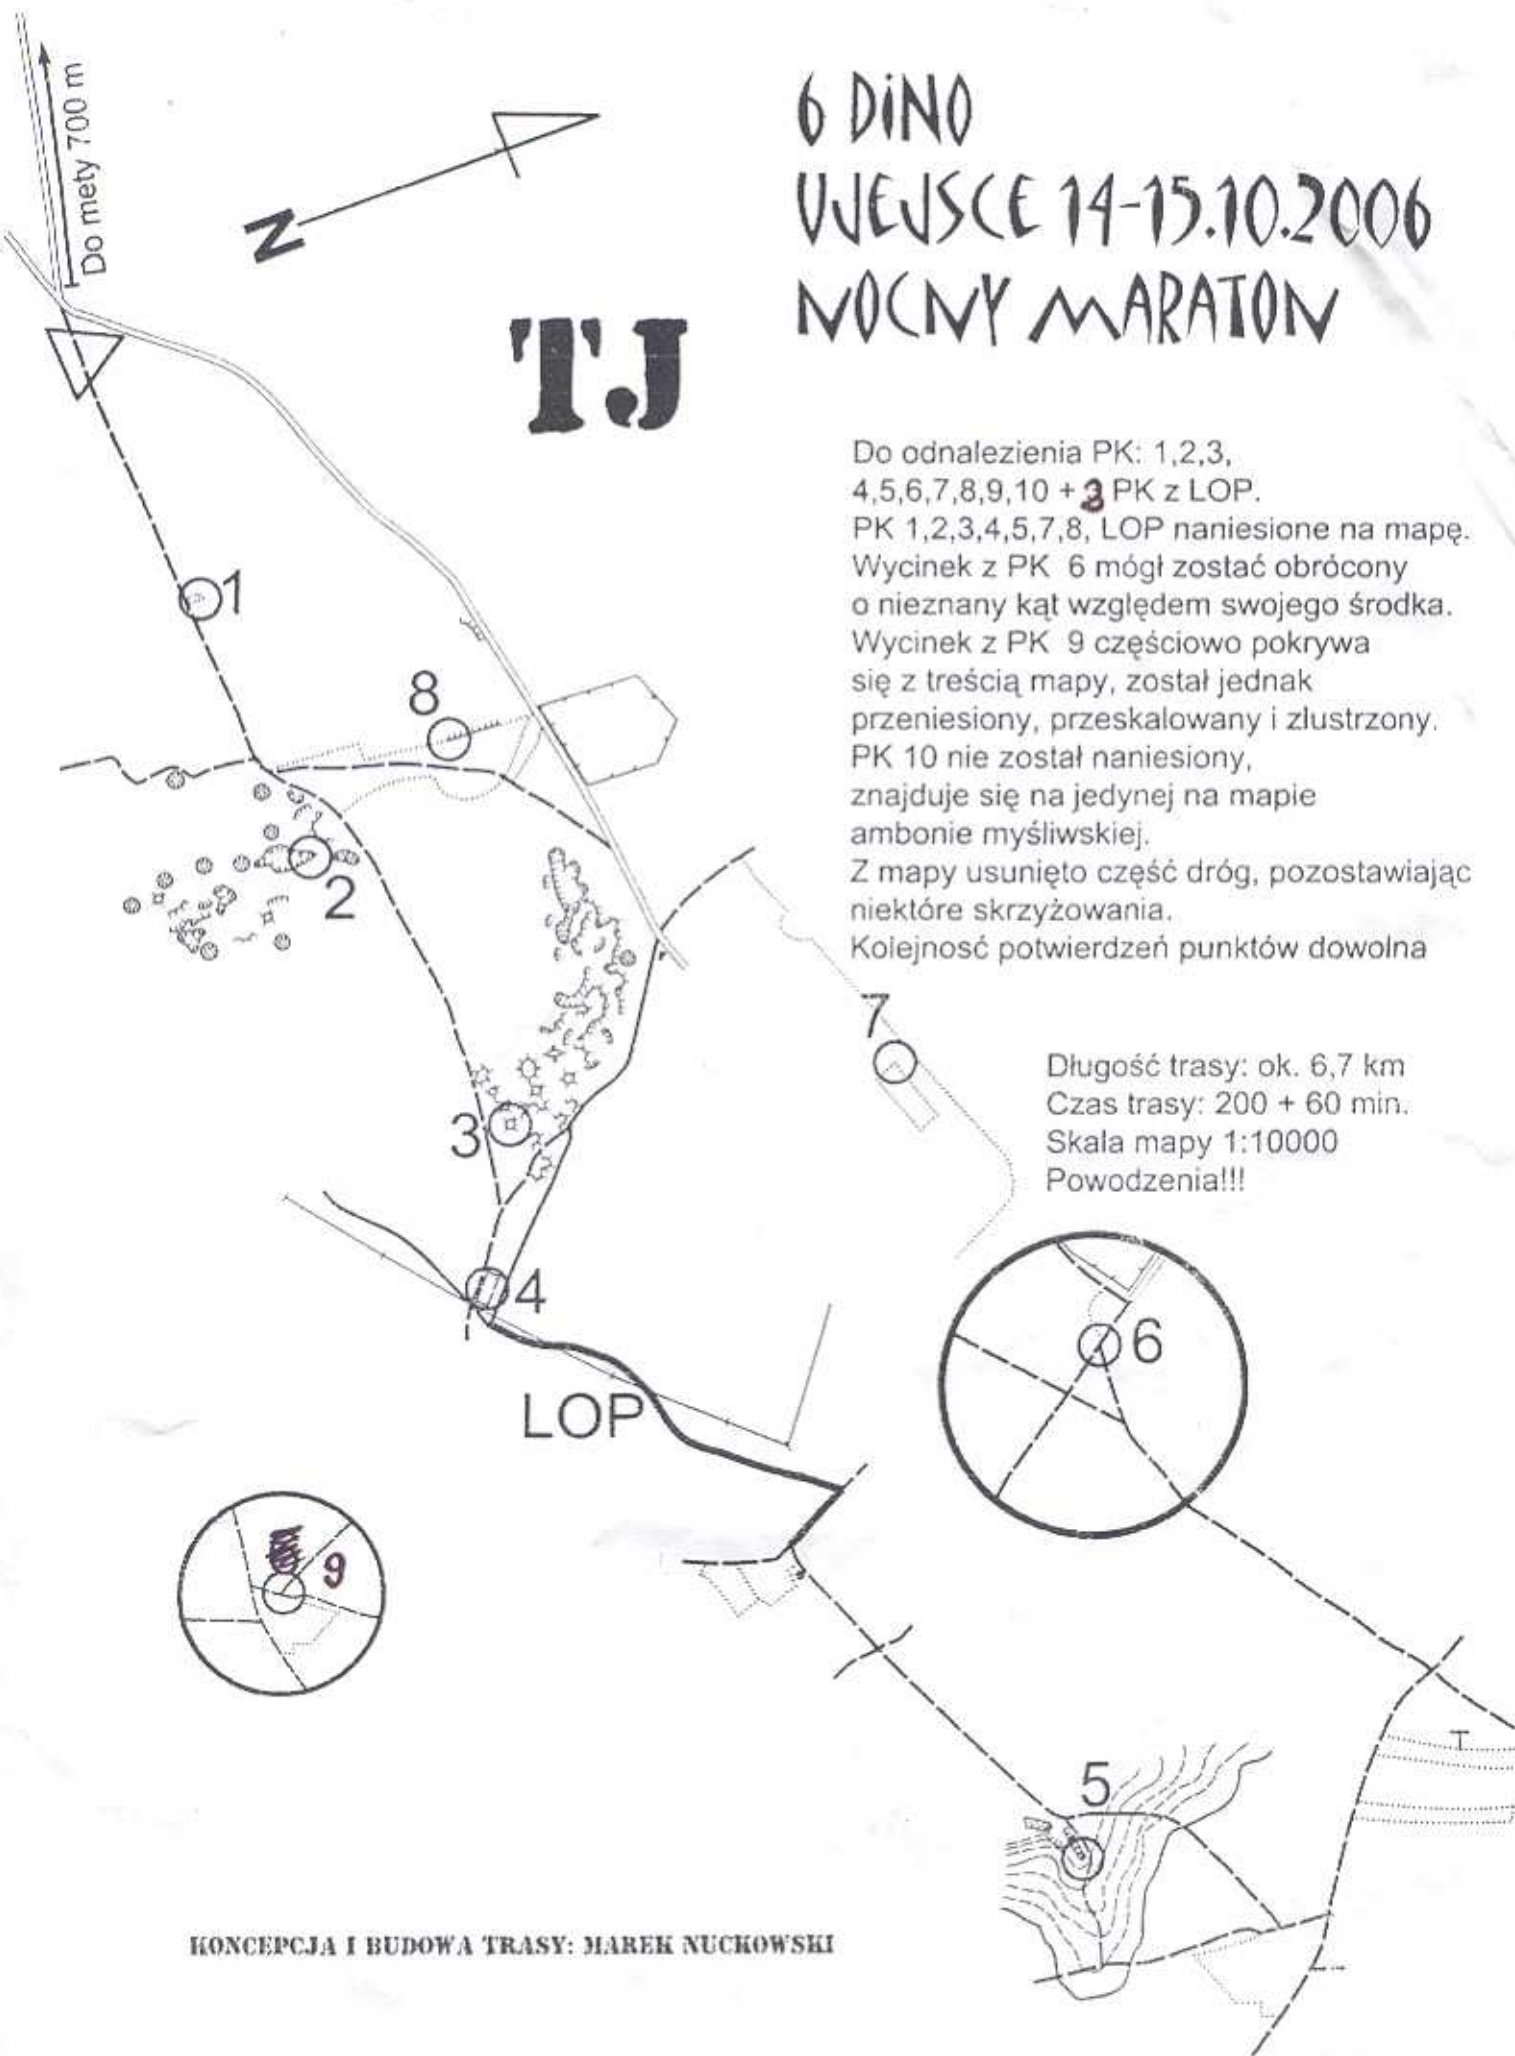 Do mety 700 m
N
6 DiNO
UJEJSCE 14-15.10.2006
NOCNY MARATON
TJ
Do odnalezienia PK: 1,2,3,
4,5,6,7,8,9,10 + 3 PK z LOP.
PK 1,2,3,4,5,7,8, LOP naniesione na mapę.
Wycinek z PK 6 mógł zostać obrócony
o nieznany kąt względem swojego środka.
Wycinek z PK 9 częściowo pokrywa
się z treścią mapy, został jednak
przeniesiony, przeskalowany i zlustrzony.
PK 10 nie został naniesiony,
znajduje się na jedynej na mapie
ambonie myśliwskiej.
Z mapy usunięto część dróg, pozostawiając
niektóre skrzyżowania.
Kolejnosć potwierdzeń punktów dowolna
1
8
2
7
3
Długość trasy: ok. 6,7 km
Czas trasy: 200 + 60 min.
Skala mapy 1:10000
Powodzenia!!!
4
6
LOP
9
5
KONCEPCJA I BUDOWA TRASY: MAREK NUCKOWSKI